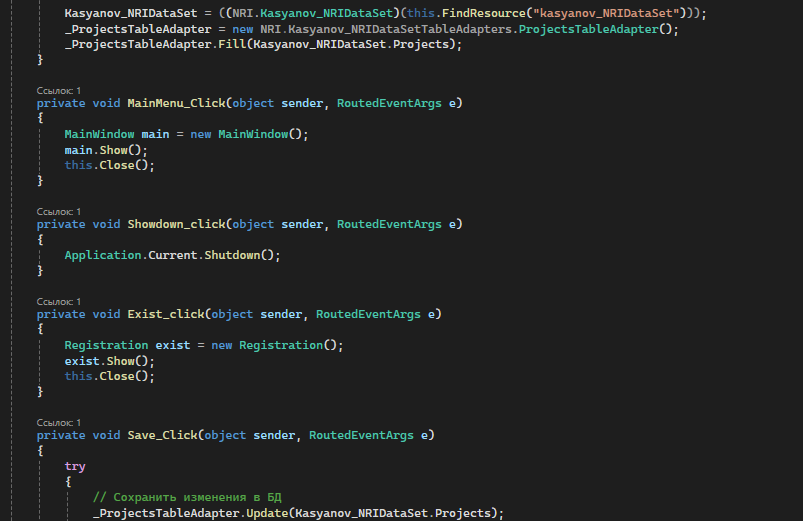 Kasyanov_NRIDataSet = ((NRI.Kasyanov_NRIDataSet)(this.FindResource("kasyanov_NRIDataSet")));
_ProjectsTableAdapter = new NRI.Kasyanov_NRIDataSetTableAdapters.ProjectsTableAdapter();
_ProjectsTableAdapter.Fill(Kasyanov_NRIDataSet.Projects);
}
Ссылок: 1
private void MainMenu_Click(object sender, RoutedEventArgs e)
{
MainWindow main = new MainWindow();
main.Show();
this.Close();
}
Ссылок: 1
private void Showdown_click(object sender, RoutedEventArgs e)
{
Application.Current.Shutdown();
}
Ссылок: 1
private void Exist_click(object sender, RoutedEventArgs e)
{
Registration exist = new Registration();
exist.Show();
this.Close();
}
Ссылок: 1
private void Save_Click(object sender, RoutedEventArgs e)
{
try
{
// Сохранить изменения в БД
_ProjectsTableAdapter.Update(Kasyanov_NRIDataSet.Projects);